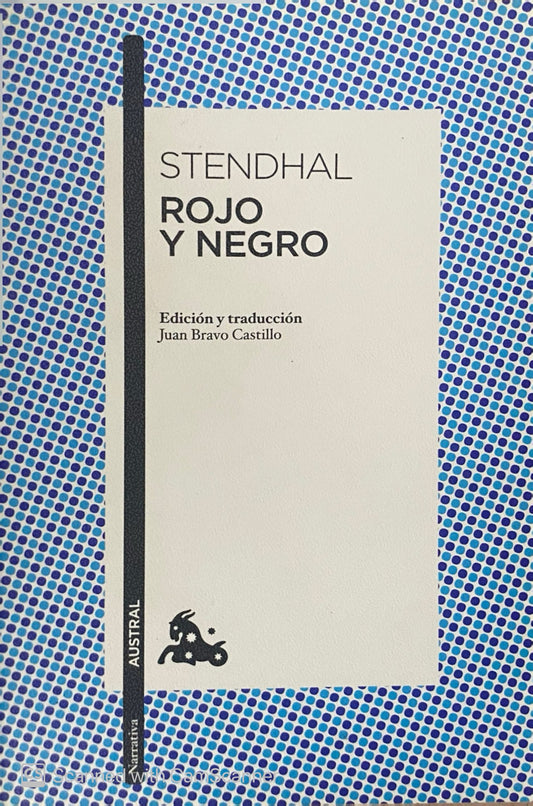 STENDHAL
ROJO
Y NEGRO
Edición y traducción
Juan Bravo Castillo
AUSTRAL
Narrativa
Scanned with CamScanner